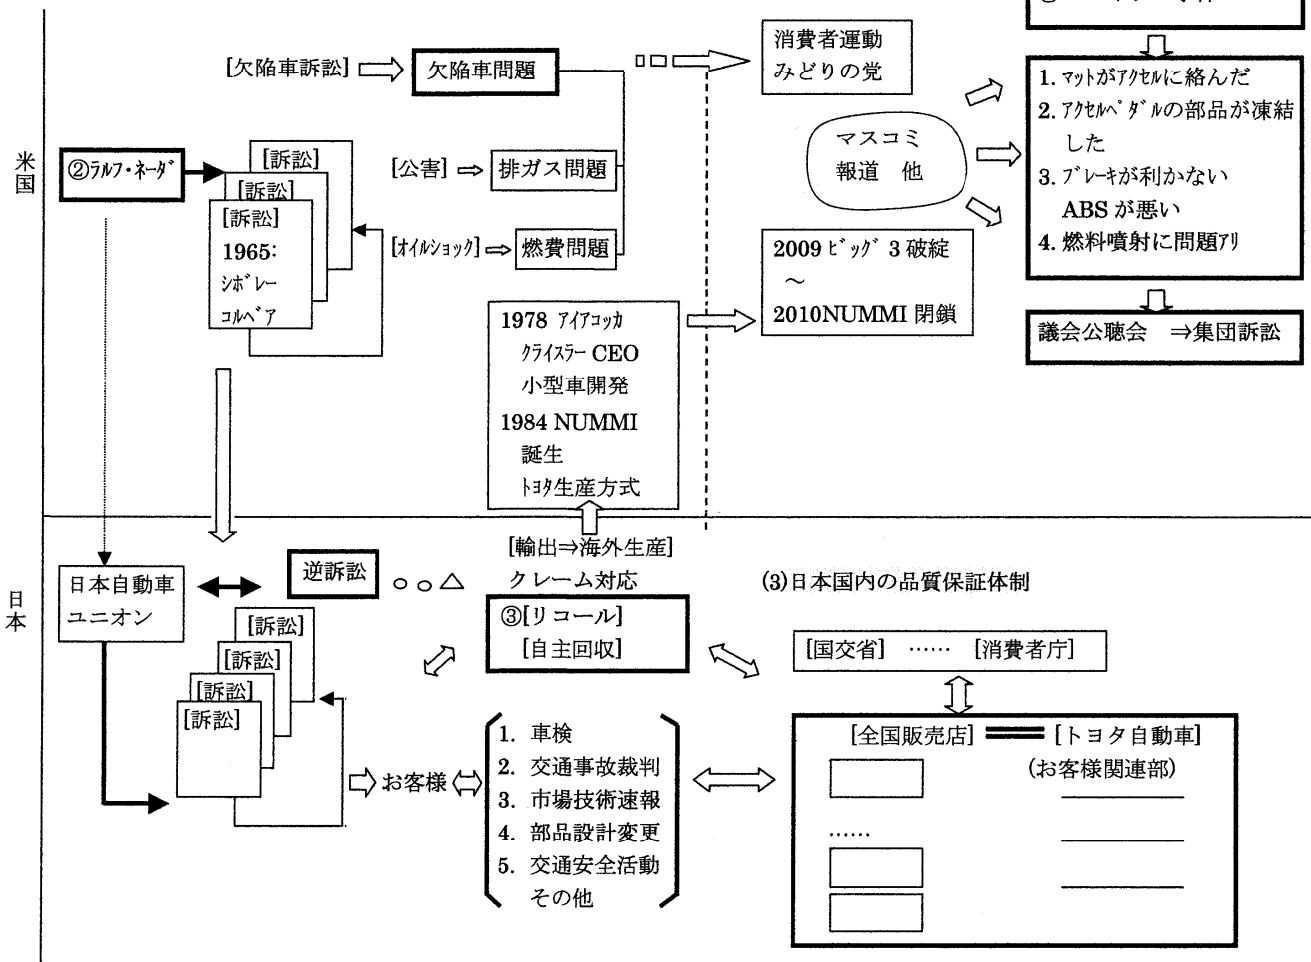 [欠陥車訴訟]
欠陥車問題
消費者運動
みどりの党
1. ﾏｯﾄがｱｸｾﾙに絡んだ
2. ｱｸｾﾙﾍﾟﾀﾞﾙの部品が凍結
した
3. ﾌﾞﾚｰｷが利かない
ABSが悪い
4. 燃料噴射に問題ｱﾘ
マスコミ
報道 他
米国
②ﾗﾙﾌ・ﾈｰﾀﾞ
[訴訟]
[訴訟]
[訴訟]
1965:
ｼﾎﾞﾚｰ
ｺﾙﾍﾞｱ
[公害]
排ガス問題
[ｵｲﾙｼｮｯｸ]
燃費問題
2009 ﾋﾞｯｸﾞ 3 破綻
～
2010NUMMI 閉鎖
議会公聴会 ⇒集団訴訟
1978 ｱｲｱｺｯｶ
ｸﾗｲｽﾗｰ CEO
小型車開発
1984 NUMMI
誕生
ﾄﾖﾀ生産方式
日本
[輸出⇒海外生産]
クレーム対応
③[リコール]
[自主回収]
日本自動車
ユニオン
逆訴訟
[訴訟]
[訴訟]
[訴訟]
[訴訟]
お客様
1. 車検
2. 交通事故裁判
3. 市場技術速報
4. 部品設計変更
5. 交通安全活動
その他
(3)日本国内の品質保証体制
[国交省] …… [消費者庁]
[全国販売店] [トヨタ自動車]
(お客様関連部)
……